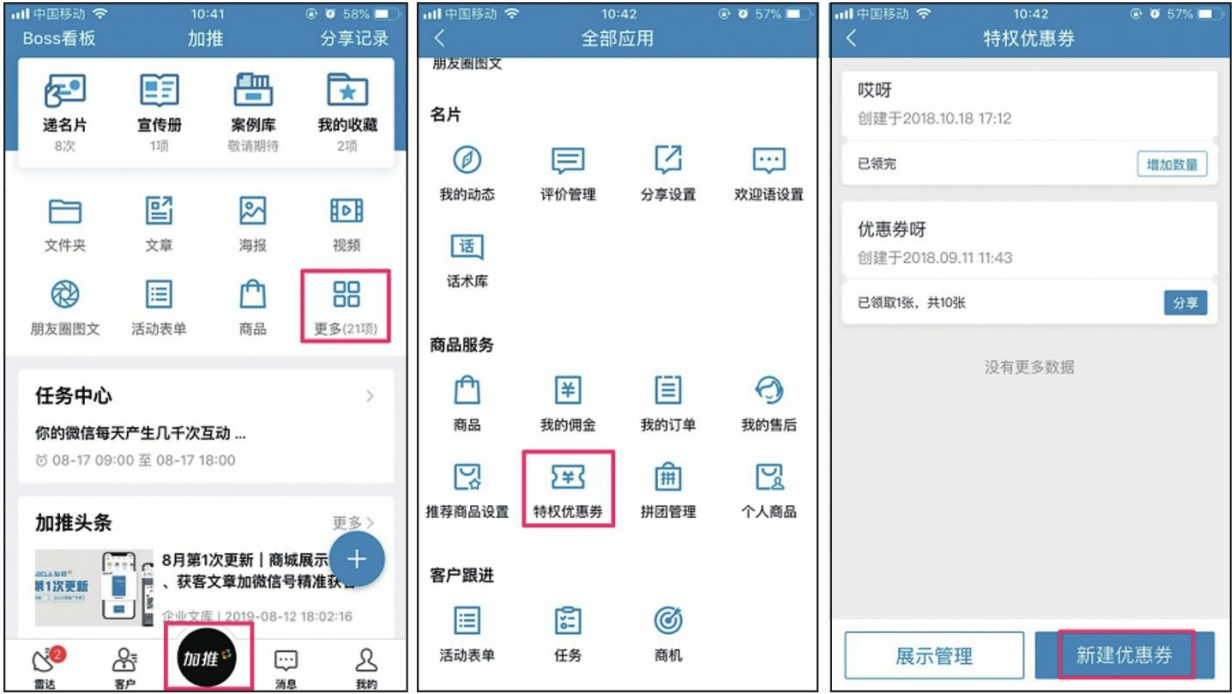 中国移动 10:41 58%
Boss看板 加推 分享记录
递名片 宣传册 案例库 我的收藏
8次 1项 敬请期待 2项
文件夹 文章 海报 视频
朋友圈图文 活动表单 商品 更多(21项)
任务中心
你的微信每天产生几千次互动 ...
08-17 09:00 至 08-17 18:00
加推头条 更多
第1次更新
8月第1次更新｜商城展示
、获客文章加微信号精准获客
企业文库 | 2019-08-12 18:02:16
加推
2
雷达 客户 消息 我的
中国移动 10:42 57%
全部应用
朋友圈图文
名片
我的动态 评价管理 分享设置 欢迎语设置
话
话术库
商品服务
商品 我的佣金 我的订单 我的售后
拼
推荐商品设置 特权优惠券 拼团管理 个人商品
客户跟进
活动表单 任务 商机
中国移动 10:42 57%
特权优惠券
哎呀
创建于2018.10.18 17:12
已领完 增加数量
优惠券呀
创建于2018.09.11 11:43
已领取1张，共10张 分享
没有更多数据
展示管理 新建优惠券